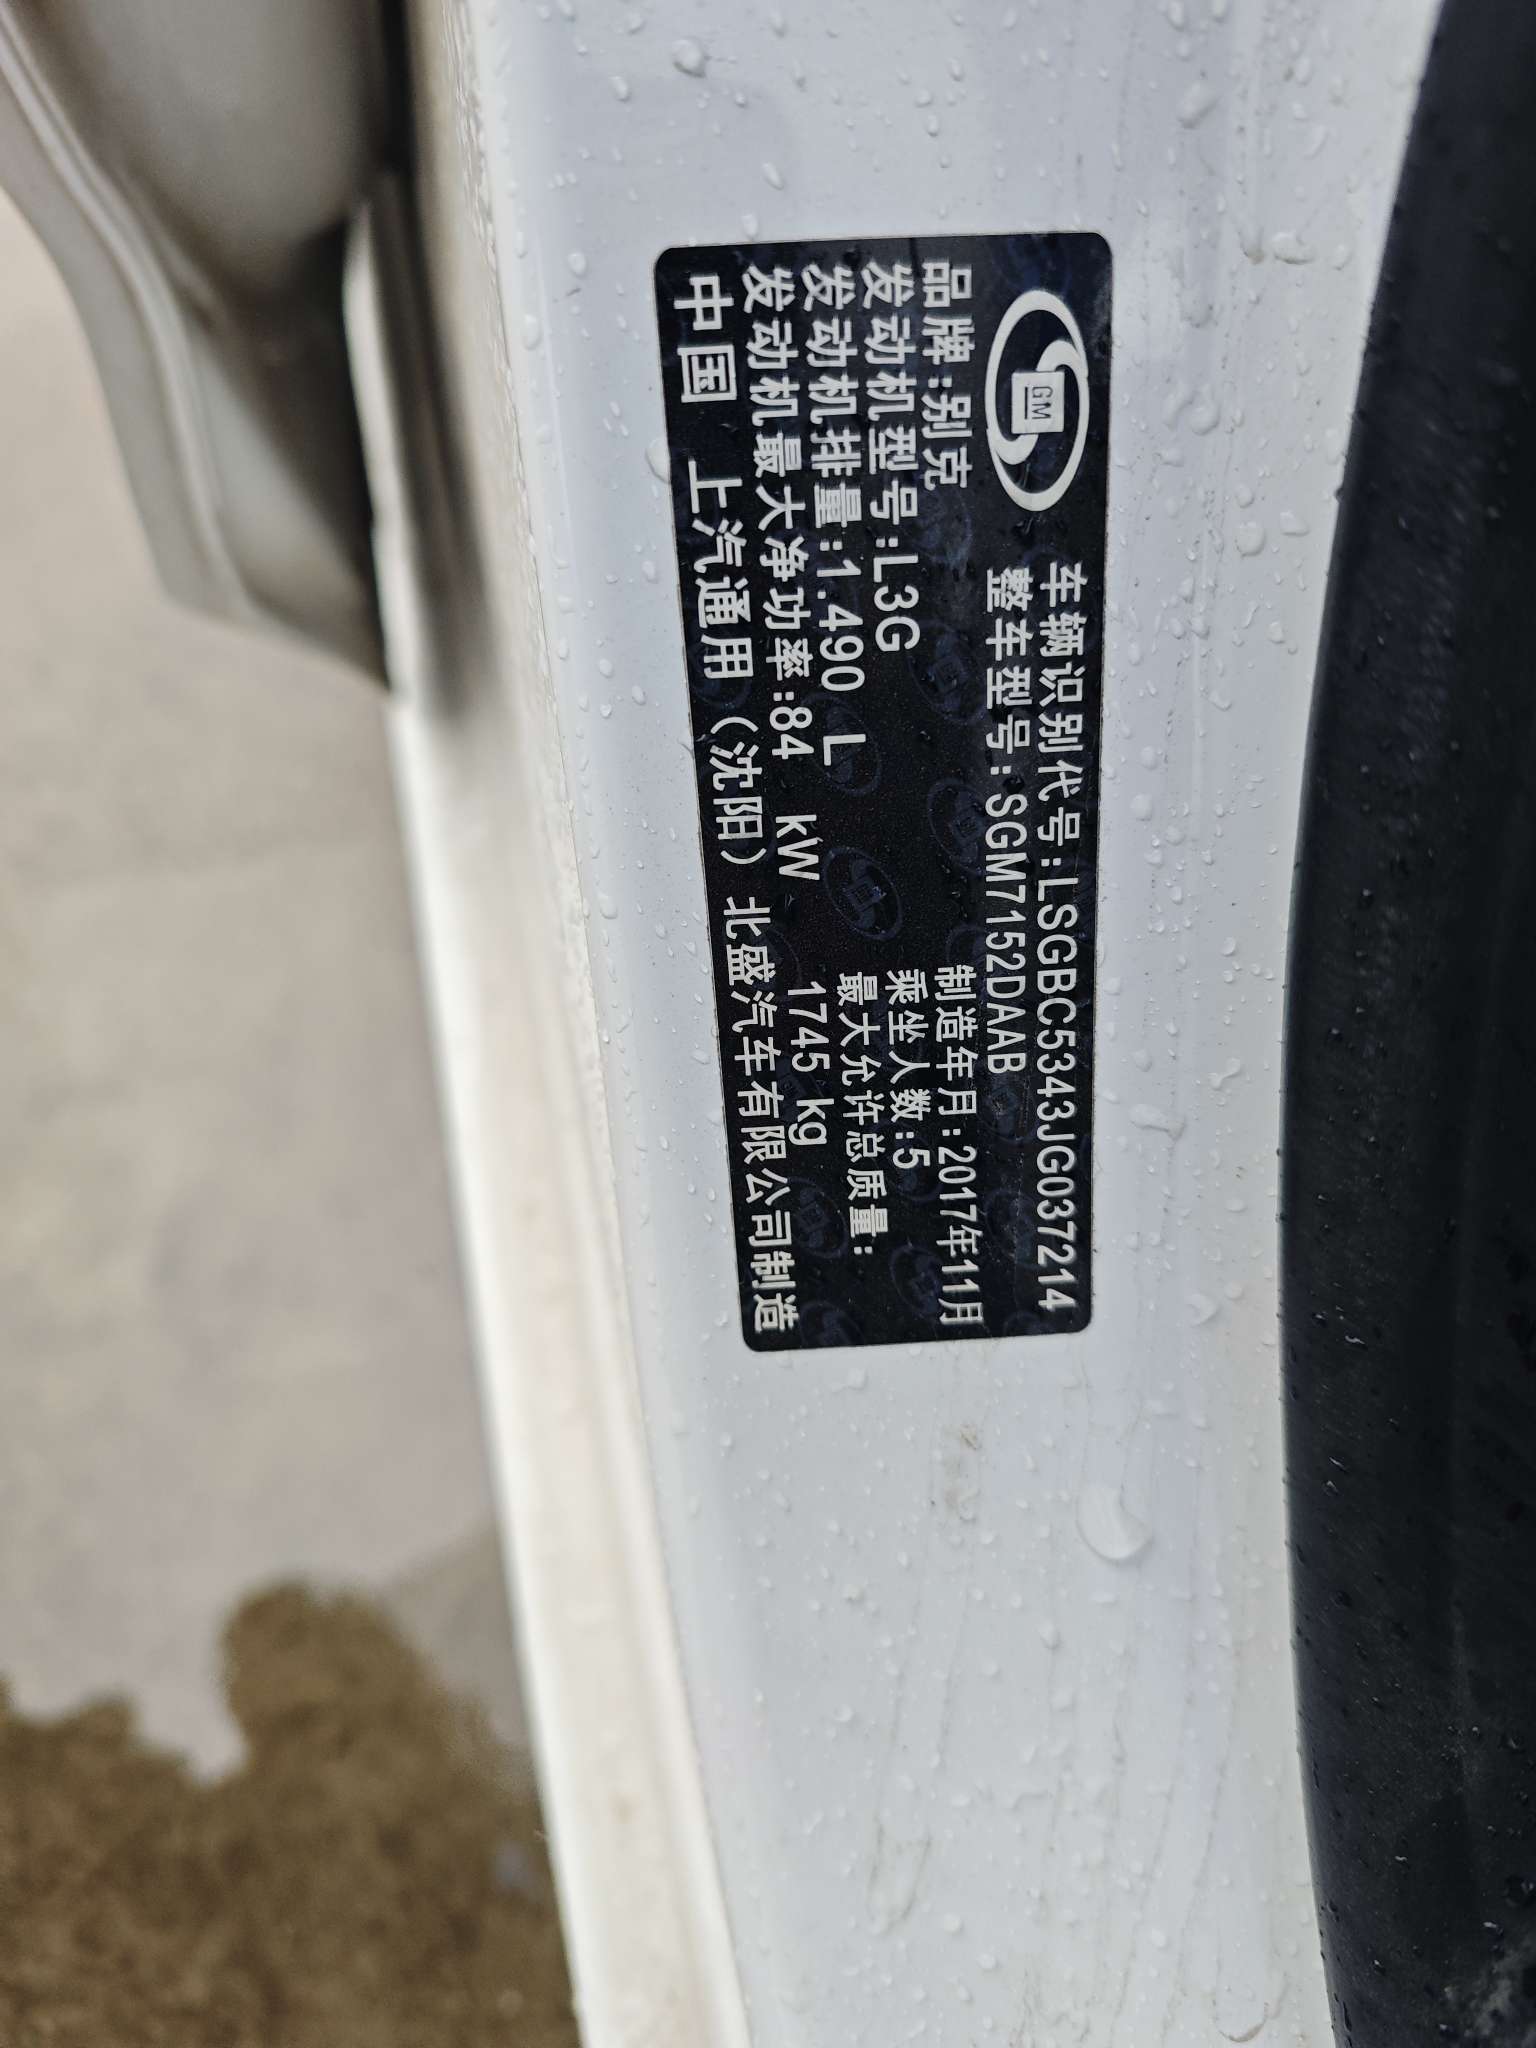 GM
车辆识别代号:LSGBC5343JG037214
整车型号:SGM7152DAAB
品牌:别克
制造年月:2017年11月
发动机型号:L3G
乘坐人数:5
发动机排量:1.490 L
最大允许总质量:
发动机最大净功率:84 kW
1745 kg
中国 上汽通用(沈阳)北盛汽车有限公司制造